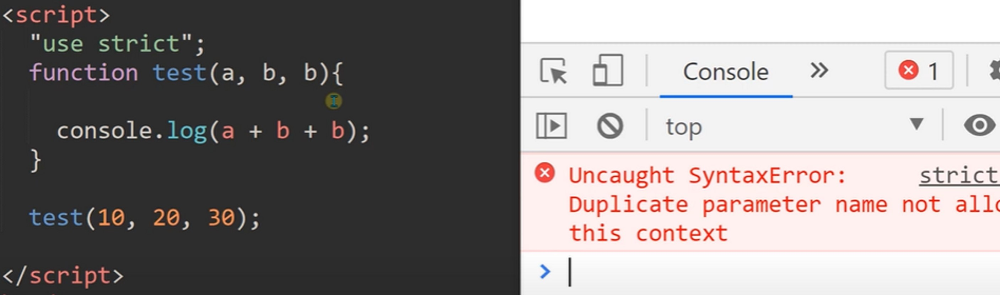 <script>
"use strict";
function test(a, b, b){
console.log(a + b + b);
}
test(10, 20, 30);
</script>
Console
1
top
Uncaught SyntaxError: strict
Duplicate parameter name not
this context